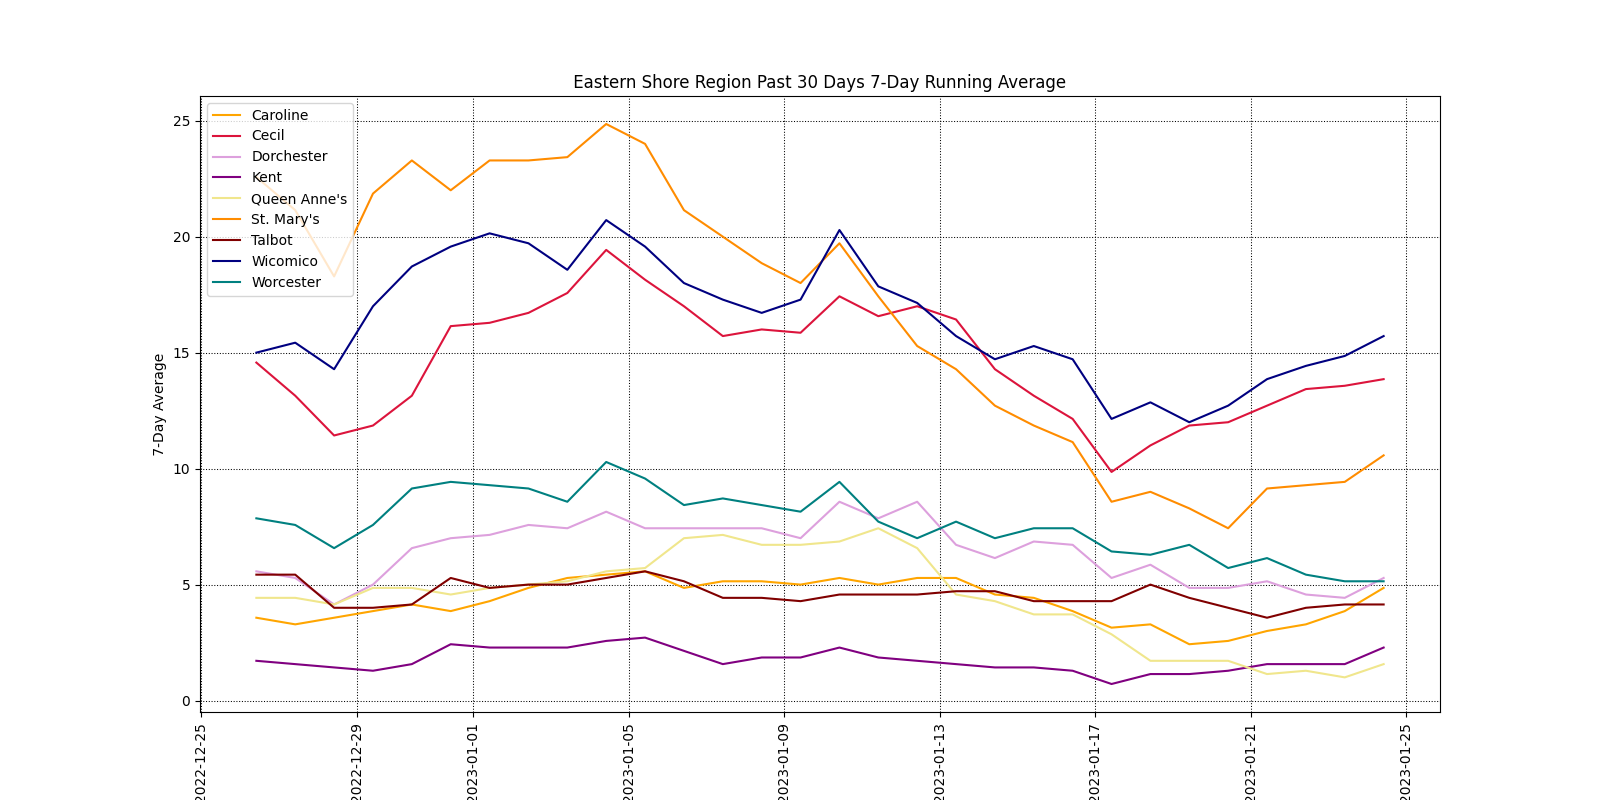 Eastern Shore Region Past 30 Days 7-Day Running Average
Caroline
Cecil
Dorchester
Kent
Queen Anne's
St. Mary's
Talbot
Wicomico
Worcester
7-Day Average
25
20
15
10
5
0
2022-12-25
2022-12-29
2023-01-01
2023-01-05
2023-01-09
2023-01-13
2023-01-17
2023-01-21
2023-01-25